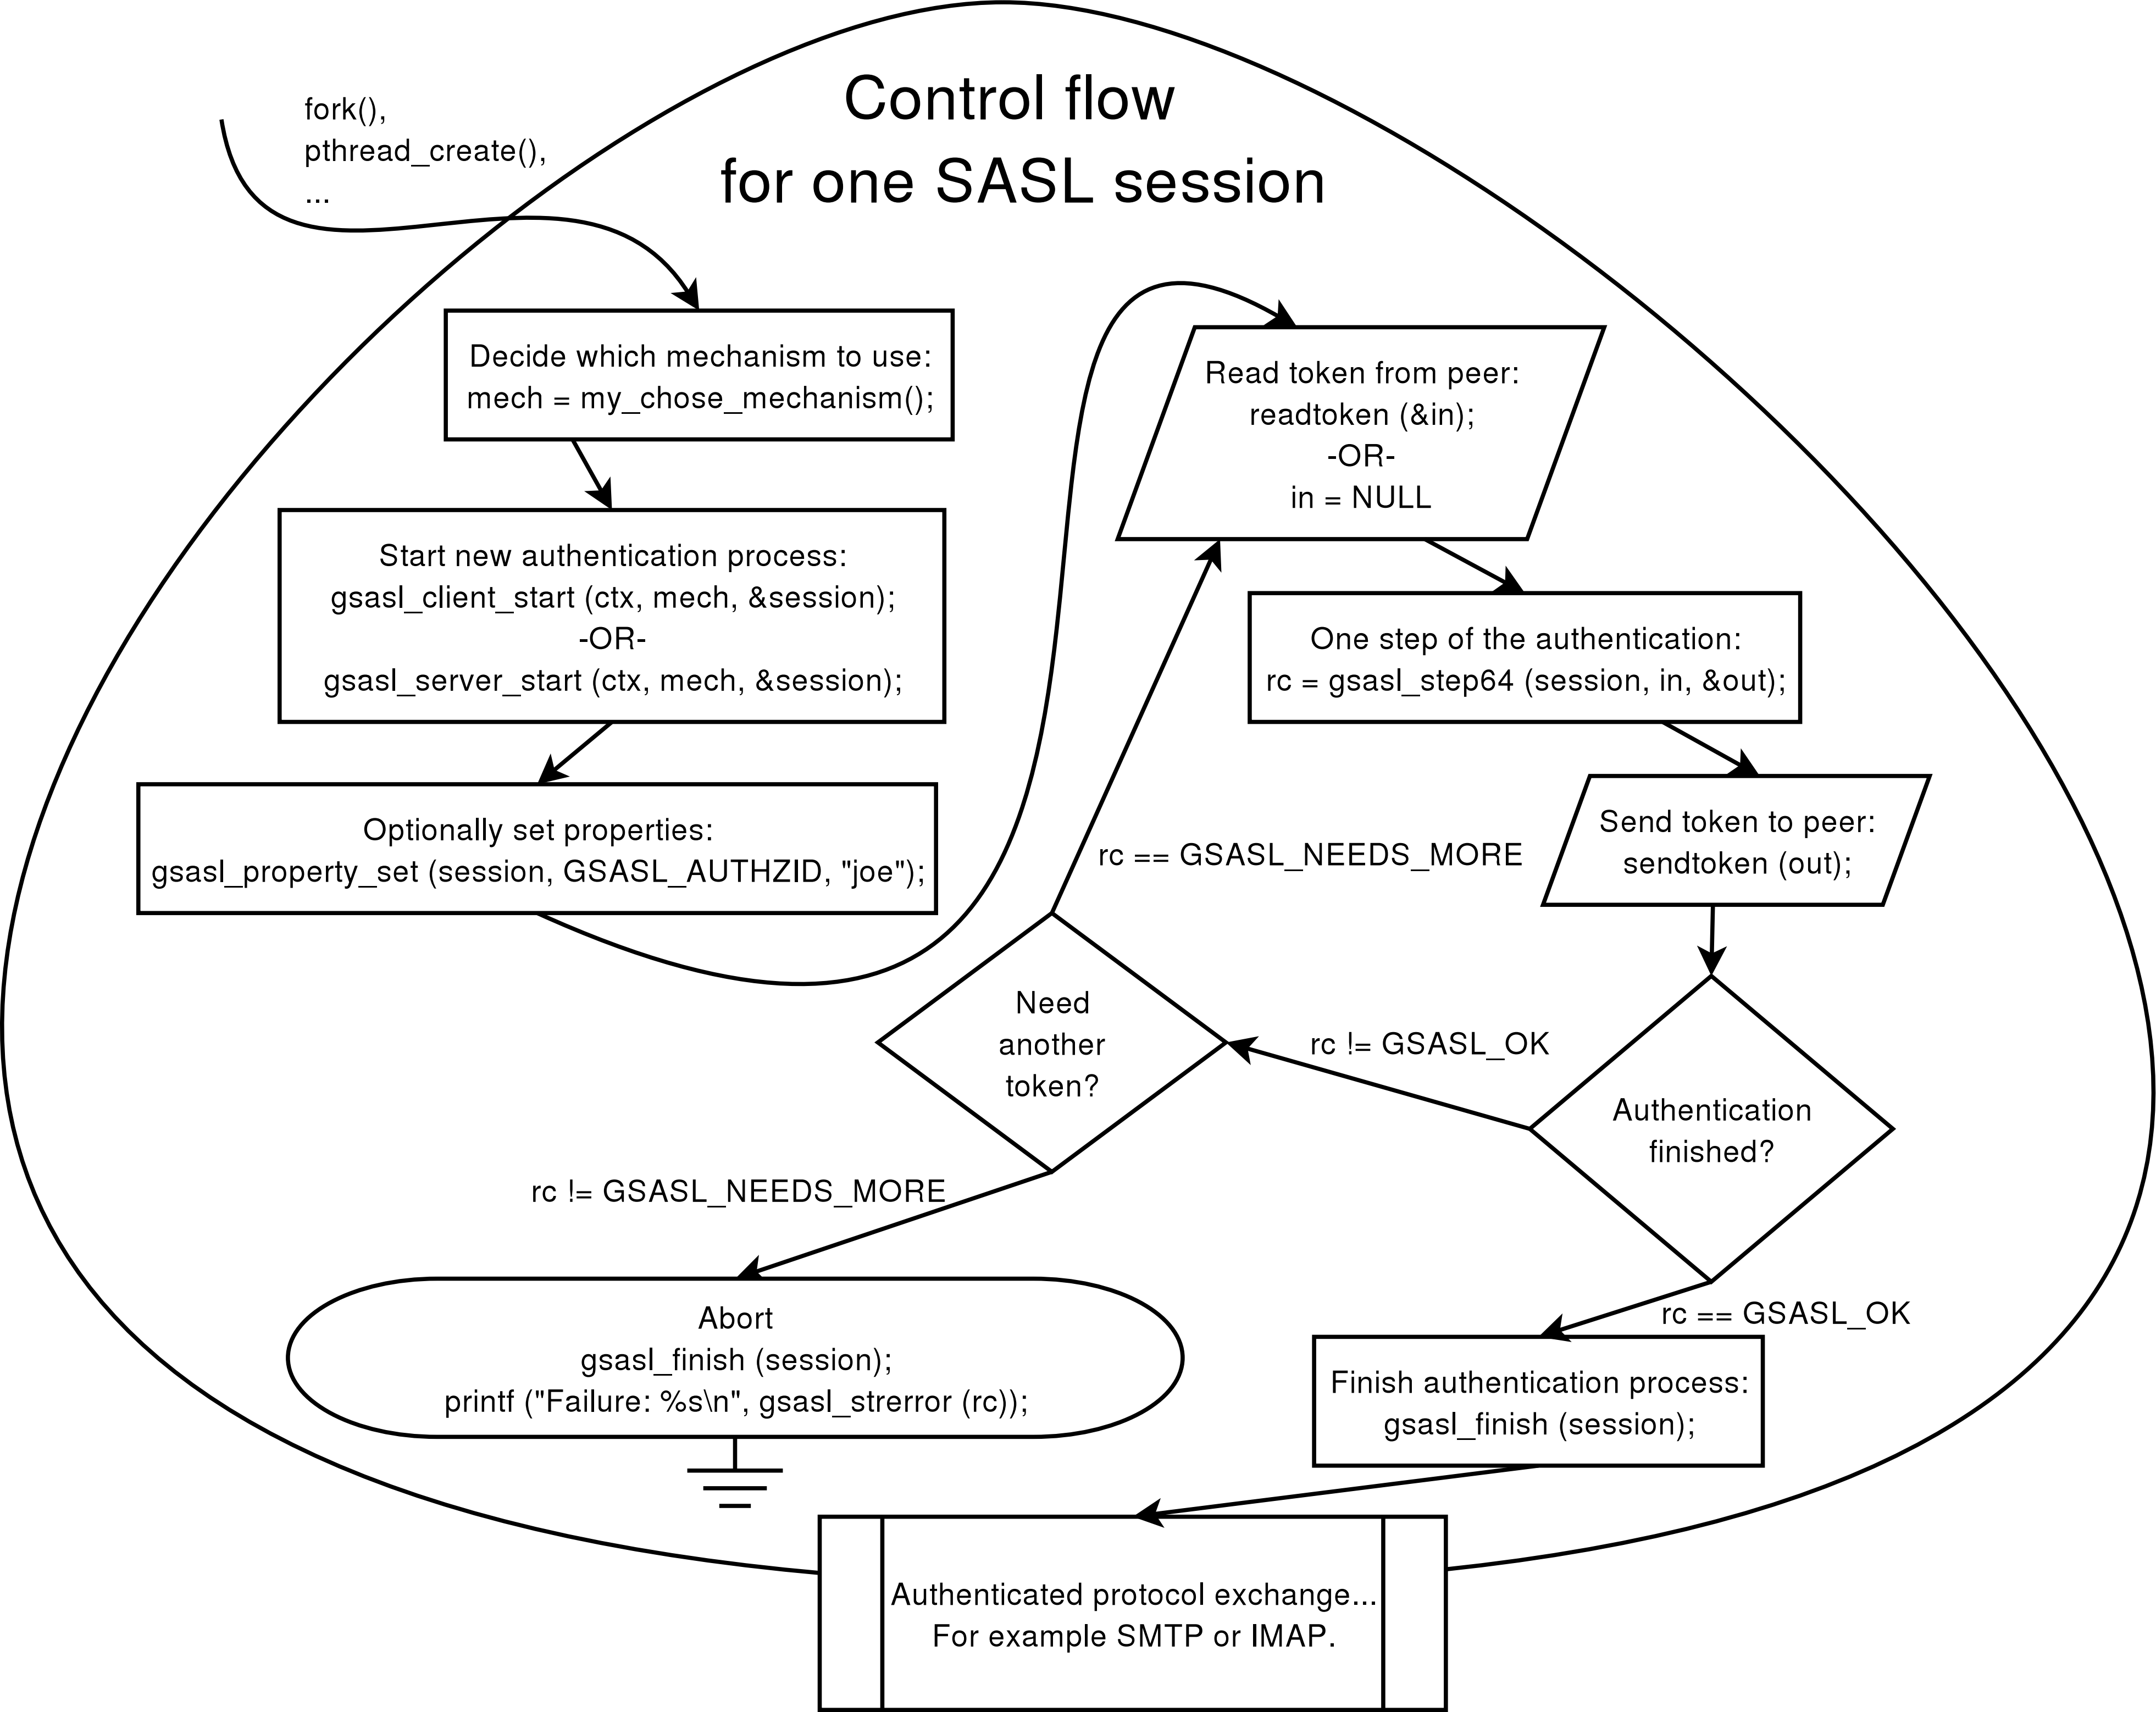 Control flow
for one SASL session
fork(),
pthread_create(),
...
Decide which mechanism to use:
mech = my_chose_mechanism();
Start new authentication process:
gsasl_client_start (ctx, mech, &session);
-OR-
gsasl_server_start (ctx, mech, &session);
Optionally set properties:
gsasl_property_set (session, GSASL_AUTHZID, "joe");
Read token from peer:
readtoken (&in);
-OR-
in = NULL
One step of the authentication:
rc = gsasl_step64 (session, in, &out);
Send token to peer:
sendtoken (out);
Authentication
finished?
rc != GSASL_OK
Need
another
token?
rc == GSASL_NEEDS_MORE
rc != GSASL_NEEDS_MORE
Abort
gsasl_finish (session);
printf ("Failure: %s\n", gsasl_strerror (rc));
rc == GSASL_OK
Finish authentication process:
gsasl_finish (session);
Authenticated protocol exchange...
For example SMTP or IMAP.